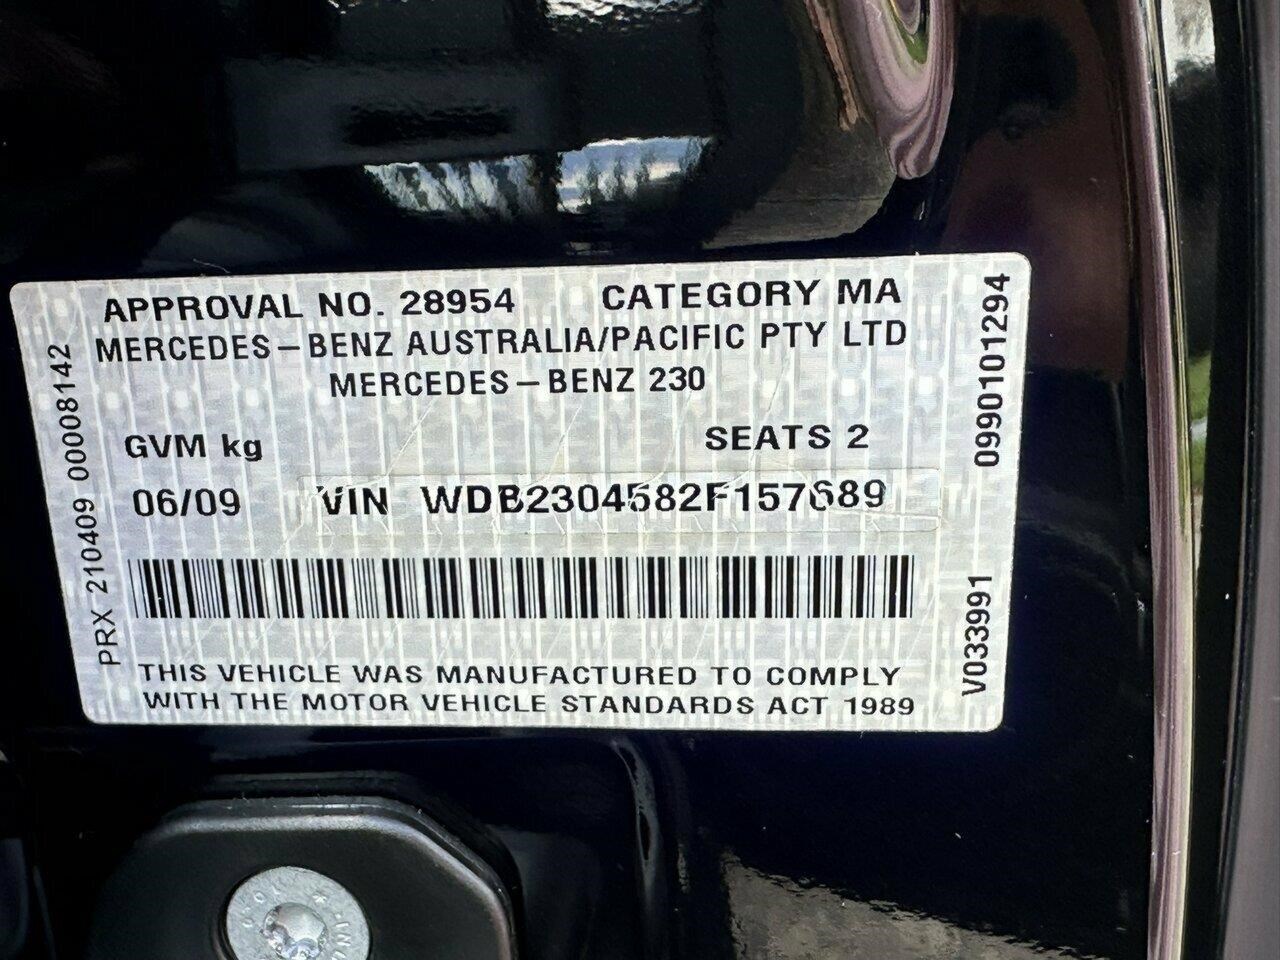 APPROVAL NO. 28954 CATEGORY MA
MERCEDES-BENZ AUSTRALIA/PACIFIC PTY LTD
MERCEDES-BENZ 230
GVM kg SEATS 2
06/09 VIN WDB2304582F157689
THIS VEHICLE WAS MANUFACTURED TO COMPLY
WITH THE MOTOR VEHICLE STANDARDS ACT 1989
PRX 210409 00008142
0990101294
V033991